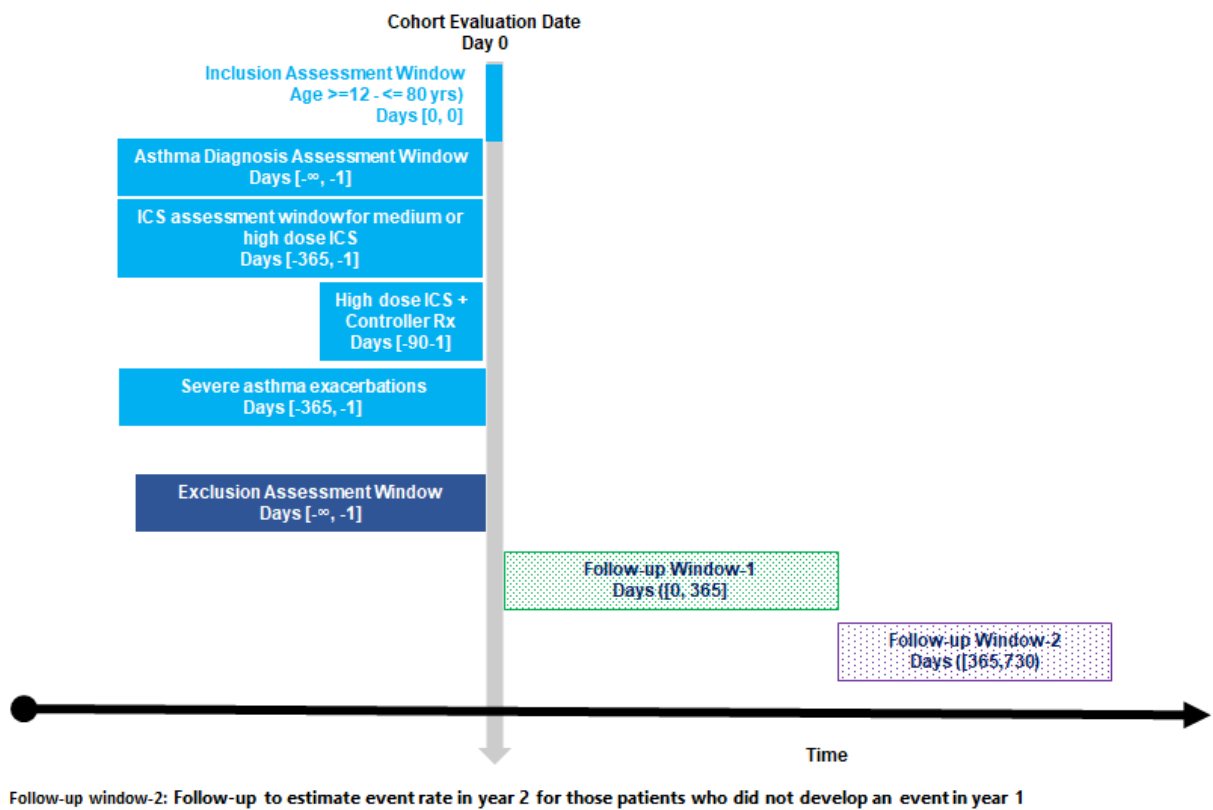 Cohort Evaluation Date
Day 0
Inclusion Assessment Window
Age >=12 - <= 80 yrs)
Days [0, 0]
Asthma Diagnosis Assessment Window
Days [-∞, -1]
ICS assessment window for medium or
high dose ICS
Days [-365, -1]
High dose ICS +
Controller Rx
Days [-90-1]
Severe asthma exacerbations
Days [-365, -1]
Exclusion Assessment Window
Days [-∞, -1]
Follow-up Window-1
Days ([0, 365]
Follow-up Window-2
Days ([365,730)
Time
Follow-up window-2: Follow-up to estimate event rate in year 2 for those patients who did not develop an event in year 1